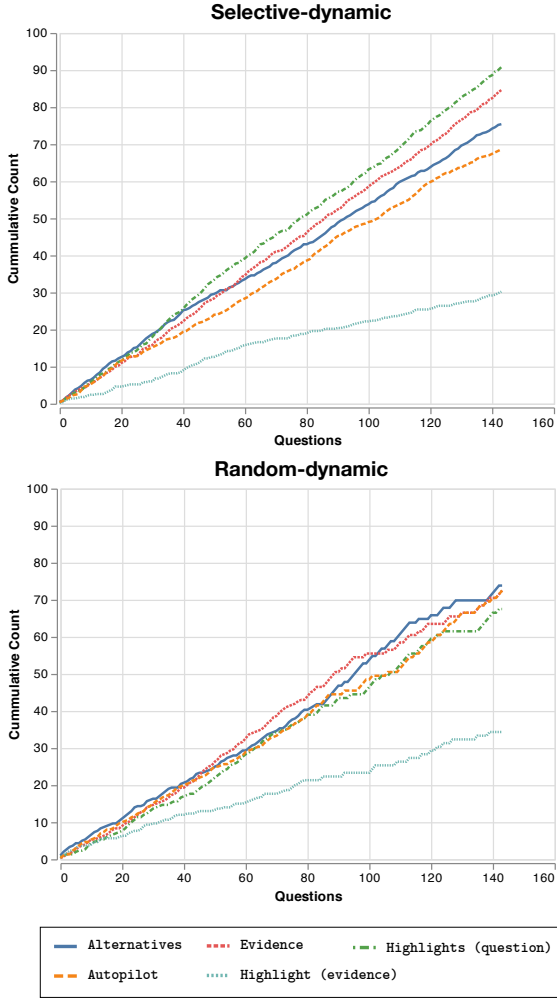 Selective-dynamic
100
90
80
70
60
50
40
30
20
10
0
Cummulative Count
0 20 40 60 80 100 120 140 160
Questions
Random-dynamic
100
90
80
70
60
50
40
30
20
10
0
Cummulative Count
0 20 40 60 80 100 120 140 160
Questions
Alternatives Evidence Highlights (question)
Autopilot Highlight (evidence)